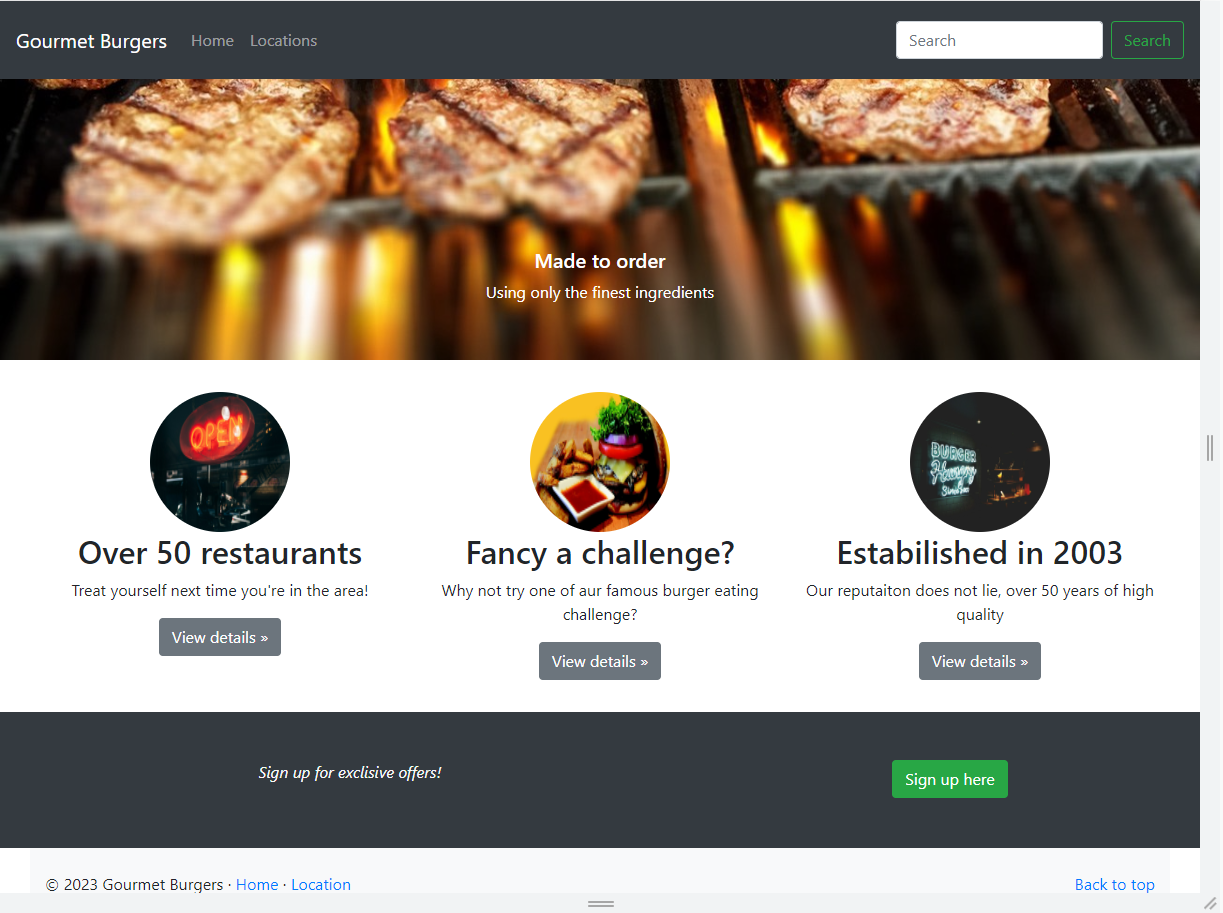 Gourmet Burgers Home Locations Search Search
Made to order
Using only the finest ingredients
OPEN
BURGER
Hungry
Over 50 restaurants
Treat yourself next time you're in the area!
View details »
Fancy a challenge?
Why not try one of aur famous burger eating
challenge?
View details »
Estabilished in 2003
Our reputaiton does not lie, over 50 years of high
quality
View details »
Sign up for exclisive offers!
Sign up here
© 2023 Gourmet Burgers · Home · Location
Back to top